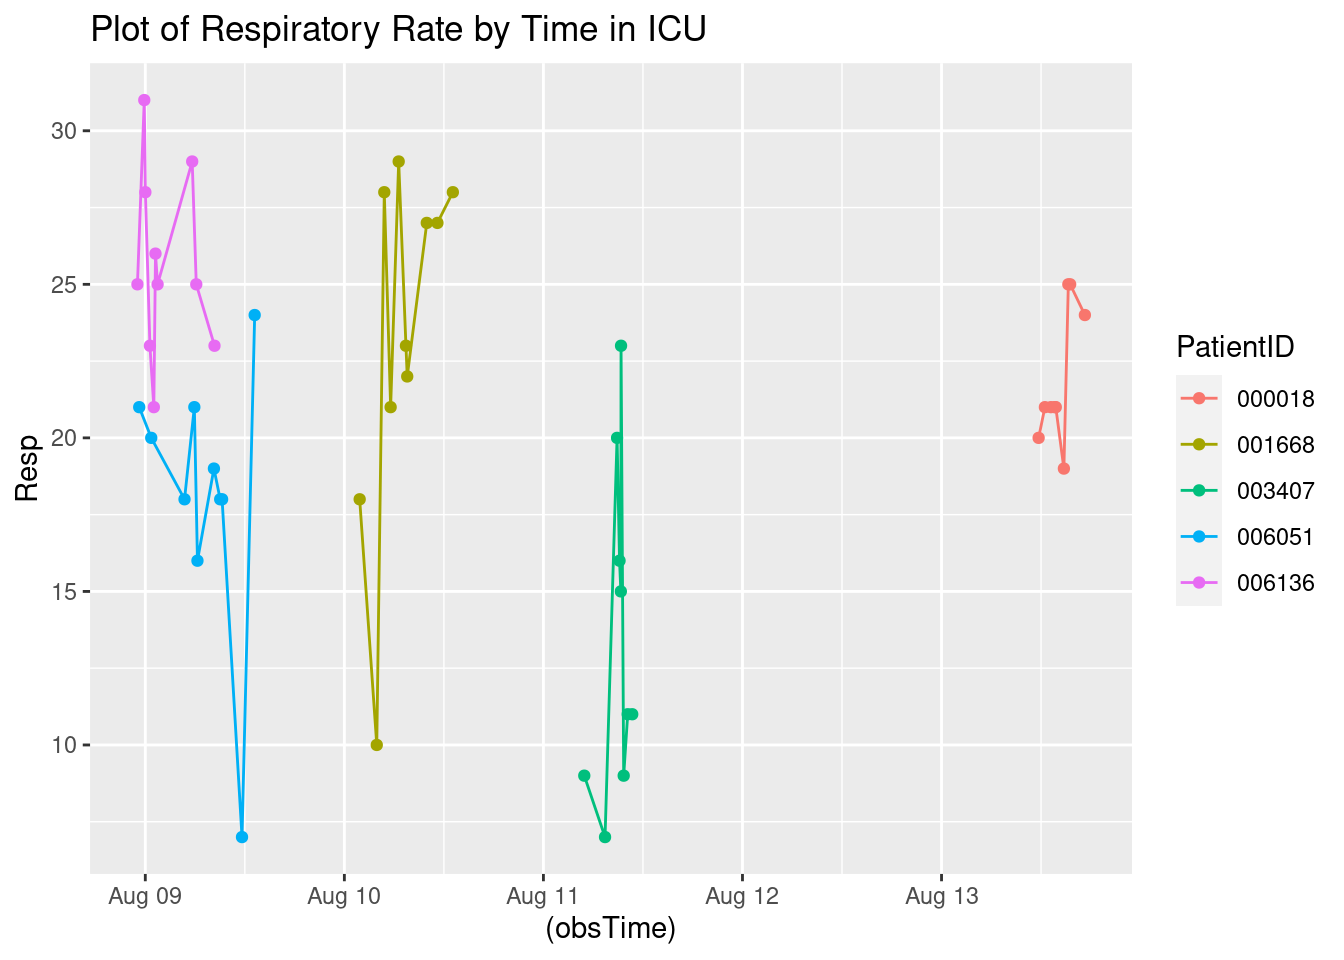 Plot of Respiratory Rate by Time in ICU
Resp
30
25
20
15
10
Aug 09
Aug 10
Aug 11
Aug 12
Aug 13
(obsTime)
PatientID
000018
001668
003407
006051
006136